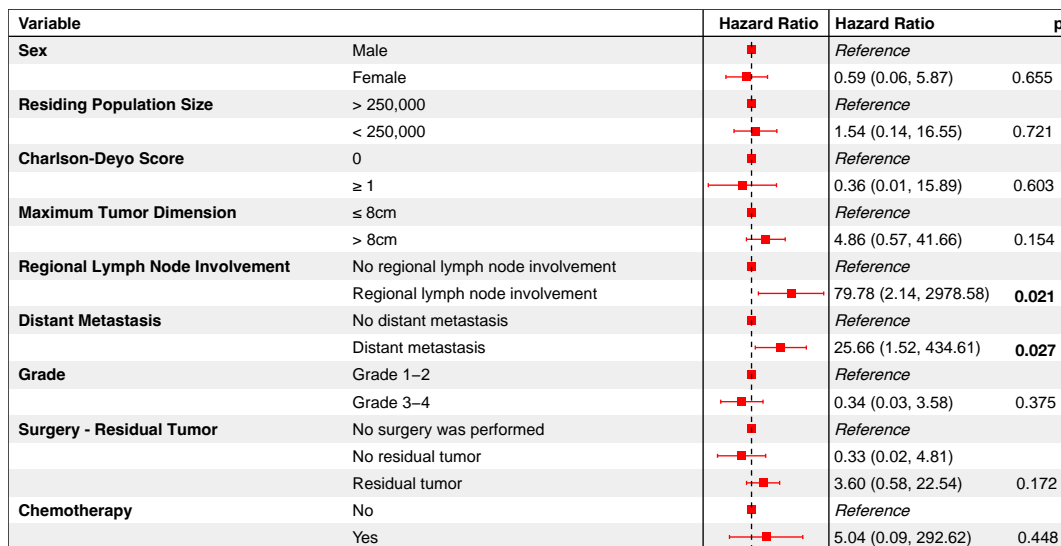 Variable Hazard Ratio Hazard Ratio p
Sex Male Reference
Female 0.59 (0.06, 5.87) 0.655
Residing Population Size > 250,000 Reference
< 250,000 1.54 (0.14, 16.55) 0.721
Charlson-Deyo Score 0 Reference
≥ 1 0.36 (0.01, 15.89) 0.603
Maximum Tumor Dimension ≤ 8cm Reference
> 8cm 4.86 (0.57, 41.66) 0.154
Regional Lymph Node Involvement No regional lymph node involvement Reference
Regional lymph node involvement 79.78 (2.14, 2978.58) 0.021
Distant Metastasis No distant metastasis Reference
Distant metastasis 25.66 (1.52, 434.61) 0.027
Grade Grade 1−2 Reference
Grade 3−4 0.34 (0.03, 3.58) 0.375
Surgery - Residual Tumor No surgery was performed Reference
No residual tumor 0.33 (0.02, 4.81)
Residual tumor 3.60 (0.58, 22.54) 0.172
Chemotherapy No Reference
Yes 5.04 (0.09, 292.62) 0.448